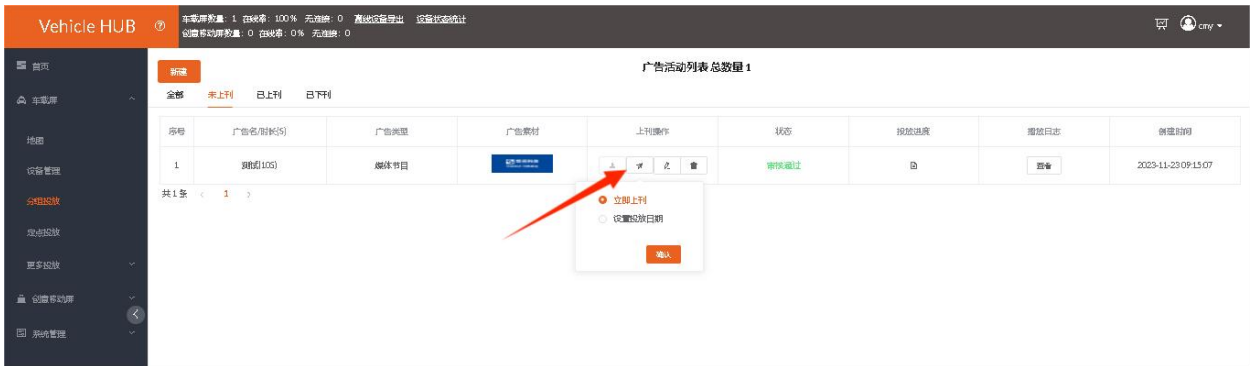 Vehicle HUB
车载屏数量: 1 在线率: 100% 无连接: 0 离线设备导出 设备状态统计
创意移动屏数量: 0 在线率: 0% 无连接: 0
cmy
首页
车载屏
地图
设备管理
分组投放
定点投放
更多投放
创意移动屏
系统管理
新建
广告活动列表 总数量 1
全部 未上刊 已上刊 已下刊
序号 广告名/时长(S) 广告类型 广告素材 上刊操作 状态 投放进度 播放日志 创建时间
1 测试(10S) 媒体节目 审核通过 查看 2023-11-23 09:15:07
共 1 条 < 1 >
立即上刊
设置投放日期
确认